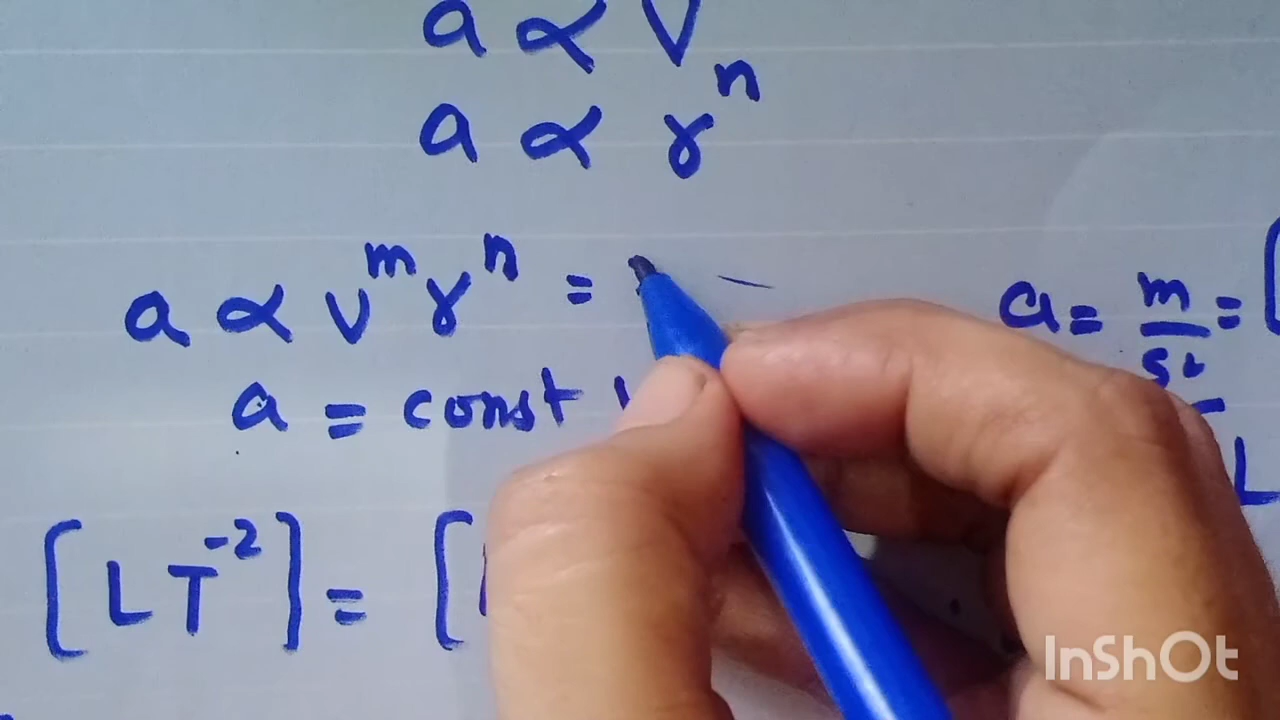 a ∝ V
a ∝ r^n
a ∝ v^m r^n =
a = m/s² = [
a = const
L
[LT^-2] = [
InShOt